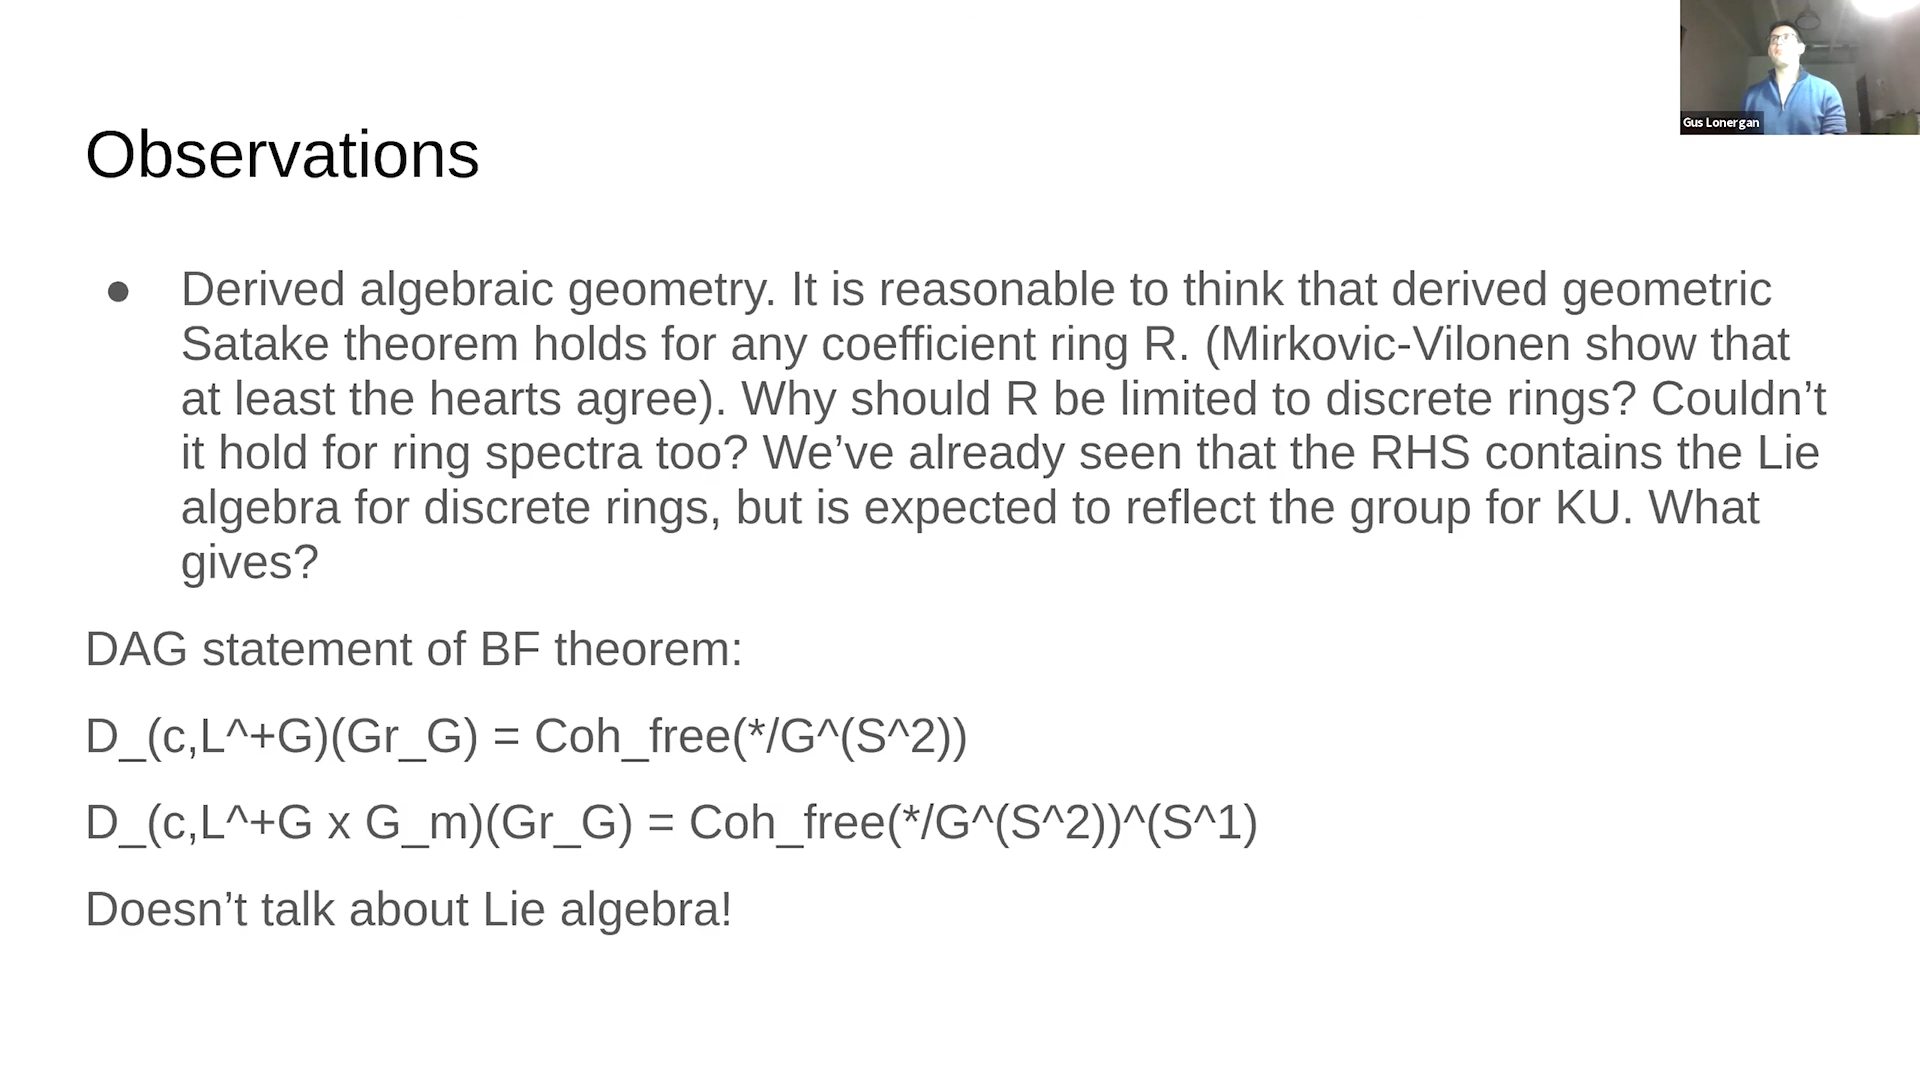 Gus Lonergan
Observations
● Derived algebraic geometry. It is reasonable to think that derived geometric
Satake theorem holds for any coefficient ring R. (Mirkovic-Vilonen show that
at least the hearts agree). Why should R be limited to discrete rings? Couldn’t
it hold for ring spectra too? We’ve already seen that the RHS contains the Lie
algebra for discrete rings, but is expected to reflect the group for KU. What
gives?
DAG statement of BF theorem:
D_(c,L^+G)(Gr_G) = Coh_free(*/G^(S^2))
D_(c,L^+G x G_m)(Gr_G) = Coh_free(*/G^(S^2))^(S^1)
Doesn’t talk about Lie algebra!